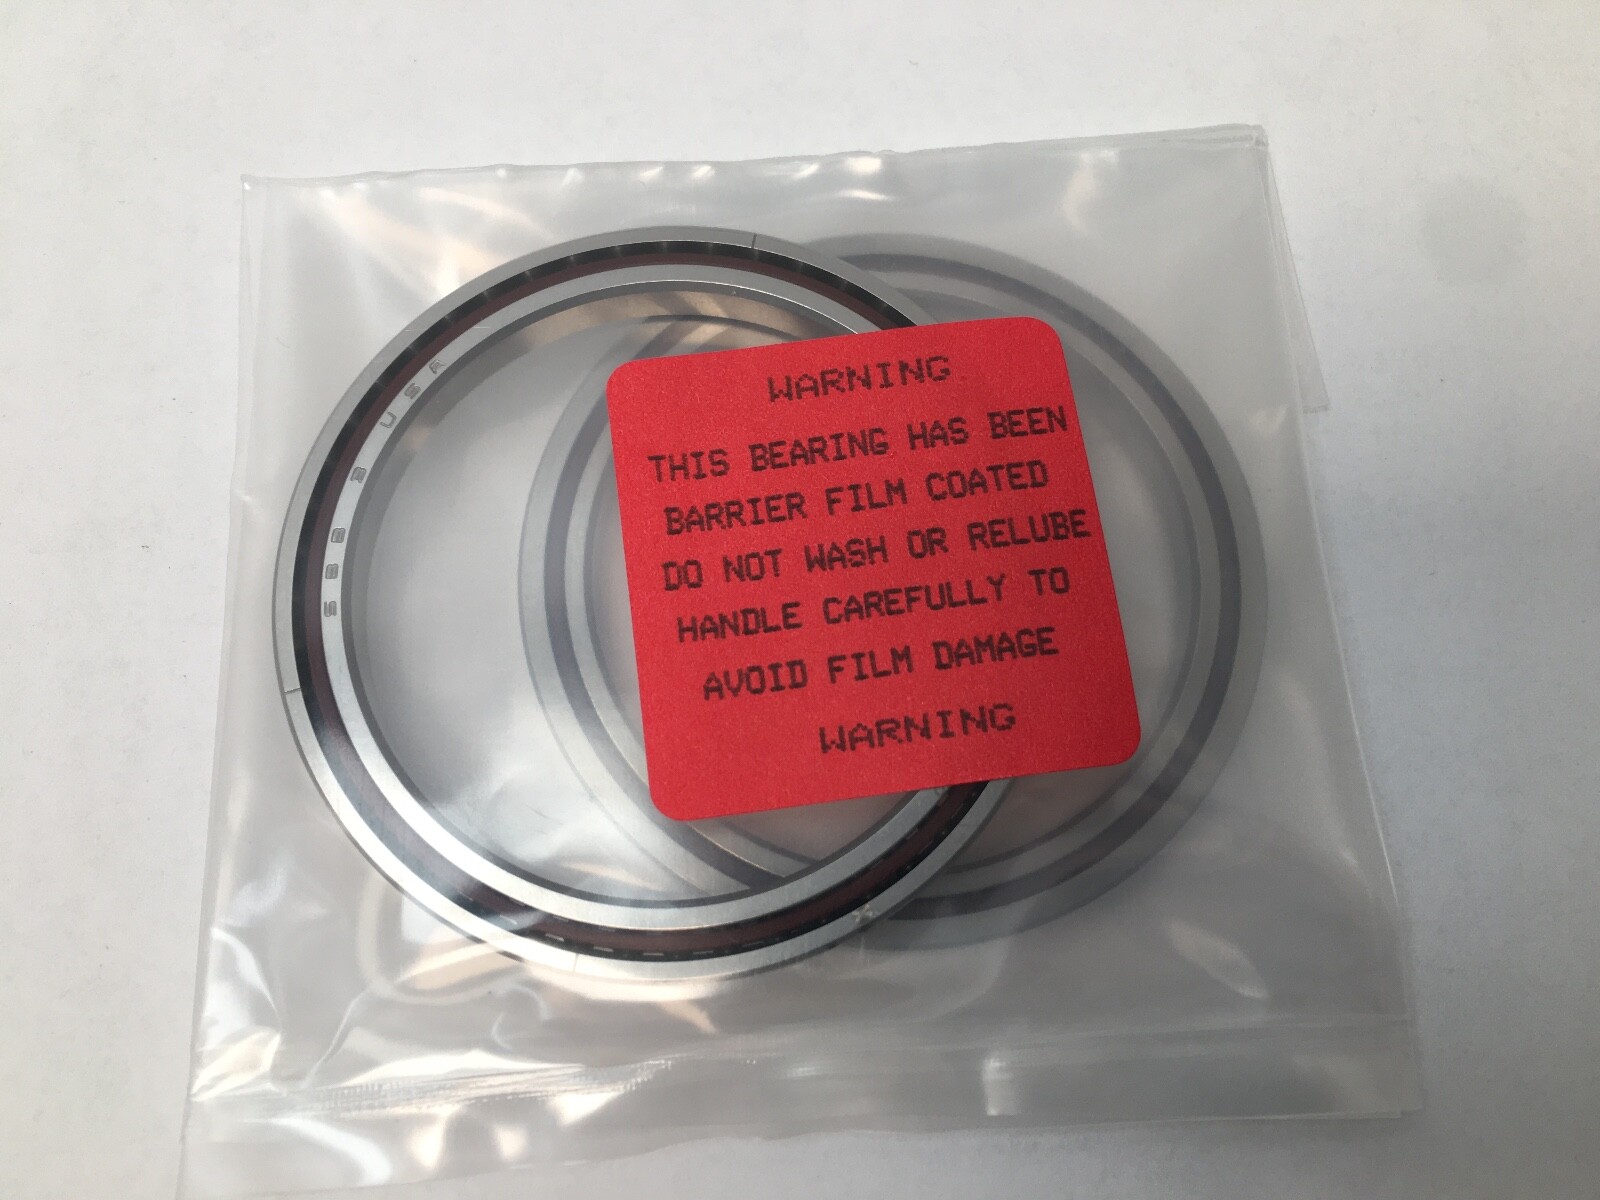 WARNING
THIS BEARING HAS BEEN
BARRIER FILM COATED
DO NOT WASH OR RELUBE
HANDLE CAREFULLY TO
AVOID FILM DAMAGE
WARNING
USA